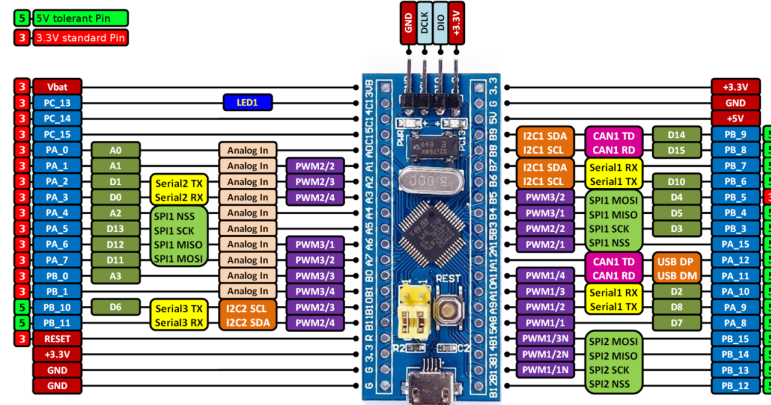 5 5V tolerant Pin
3 3.3V standard Pin
GND DCLK DIO +3.3V
3 Vbat
3 PC_13 LED1
3 PC_14
3 PC_15
3 PA_0 A0 Analog In
3 PA_1 A1 Analog In PWM2/2
3 PA_2 D1 Serial2 TX Analog In PWM2/3
3 PA_3 D0 Serial2 RX Analog In PWM2/4
3 PA_4 A2 SPI1 NSS Analog In
3 PA_5 D13 SPI1 SCK Analog In
3 PA_6 D12 SPI1 MISO Analog In PWM3/1
3 PA_7 D11 SPI1 MOSI Analog In PWM3/2
3 PB_0 A3 Analog In PWM3/3
3 PB_1 Analog In PWM3/4
5 PB_10 D6 Serial3 TX I2C2 SCL PWM2/3
5 PB_11 Serial3 RX I2C2 SDA PWM2/4
3 RESET
+3.3V
GND
GND
PWR PC13
8.000
REST
R2 C2
+3.3V
GND
+5V
I2C1 SDA CAN1 TD D14 PB_9
I2C1 SCL CAN1 RD D15 PB_8
I2C1 SDA Serial1 RX PB_7
I2C1 SCL Serial1 TX D10 PB_6
PWM3/2 SPI1 MOSI D4 PB_5
PWM3/1 SPI1 MISO D5 PB_4
PWM2/2 SPI1 SCK D3 PB_3
PWM2/1 SPI1 NSS PA_15
CAN1 TD USB DP PA_12
PWM1/4 CAN1 RD USB DM PA_11
PWM1/3 Serial1 RX D2 PA_10
PWM1/2 Serial1 TX D8 PA_9
PWM1/1 D7 PA_8
PWM1/3N SPI2 MOSI PB_15
PWM1/2N SPI2 MISO PB_14
PWM1/1N SPI2 SCK PB_13
SPI2 NSS PB_12